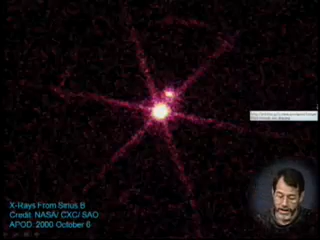 X-Rays From Sirius B
Credit: NASA/ CXC/ SAO
APOD: 2000 October 6